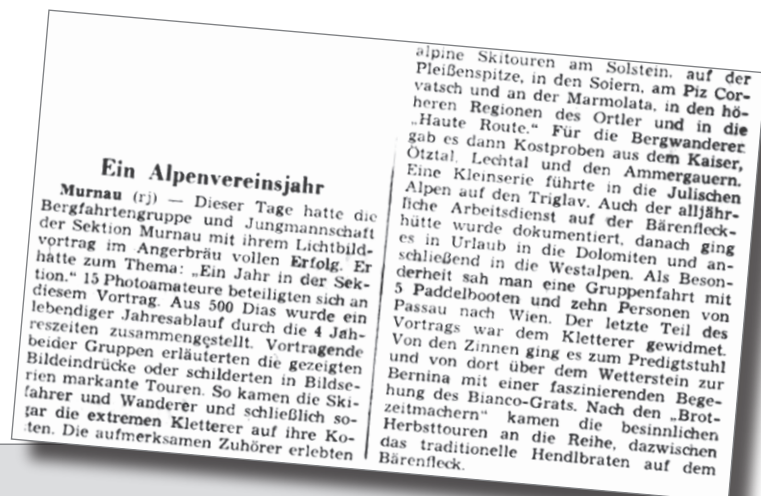 Ein Alpenvereinsjahr
Murnau (rj) — Dieser Tage hatte die
Bergfahrtengruppe und Jungmannschaft
der Sektion Murnau mit ihrem Lichtbild-
vortrag im Angerbräu vollen Erfolg. Er
hatte zum Thema: „Ein Jahr in der Sek-
tion.“ 15 Photoamateure beteiligten sich an
diesem Vortrag. Aus 500 Dias wurde ein
lebendiger Jahresablauf durch die 4 Jah-
reszeiten zusammengestellt. Vortragende
beider Gruppen erläuterten die gezeigten
Bildeindrücke oder schilderten in Bildse-
rien markante Touren. So kamen die Ski-
fahrer und Wanderer und schließlich so-
gar die extremen Kletterer auf ihre Ko-
sten. Die aufmerksamen Zuhörer erlebten
alpine Skitouren am Solstein, auf der
Pleißenspitze, in den Soiern, am Piz Cor-
vatsch und an der Marmolata, in den hö-
heren Regionen des Ortler und in die
„Haute Route.“ Für die Bergwanderer
gab es dann Kostproben aus dem Kaiser,
Ötztal, Lechtal und den Ammergauern.
Eine Kleinserie führte in die Julischen
Alpen auf den Triglav. Auch der alljähr-
liche Arbeitsdienst auf der Bärenfleck-
hütte wurde dokumentiert, danach ging
es in Urlaub in die Dolomiten und an-
schließend in die Westalpen. Als Beson-
derheit sah man eine Gruppenfahrt mit
5 Paddelbooten und zehn Personen von
Passau nach Wien. Der letzte Teil des
Vortrags war dem Kletterer gewidmet.
Von den Zinnen ging es zum Predigtstuhl
und von dort über dem Wetterstein zur
Bernina mit einer faszinierenden Bege-
hung des Bianco-Grats. Nach den „Brot-
zeitmachern“ kamen die besinnlichen
Herbsttouren an die Reihe, dazwischen
das traditionelle Hendlbraten auf dem
Bärenfleck.